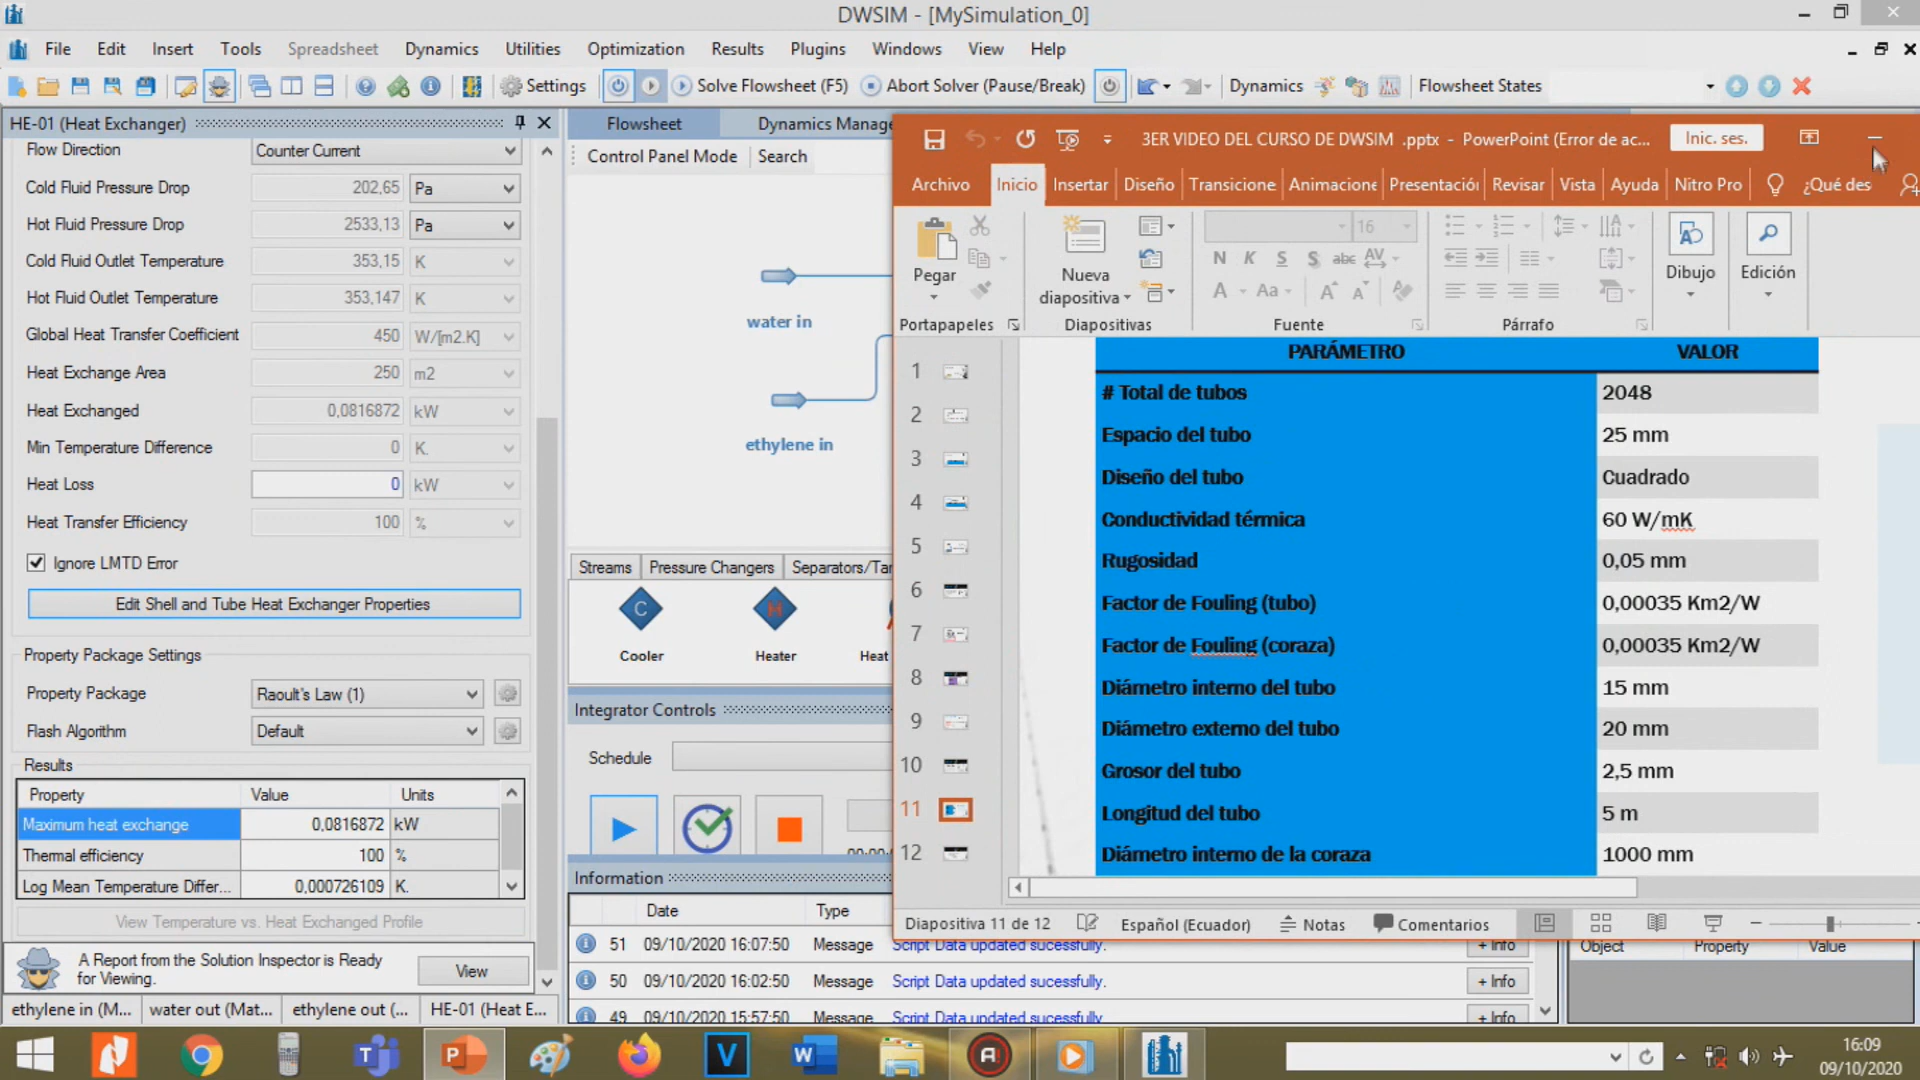 DWSIM - [MySimulation_0]
File Edit Insert Tools Spreadsheet Dynamics Utilities Optimization Results Plugins Windows View Help
Settings Solve Flowsheet (F5) Abort Solver (Pause/Break) Dynamics Flowsheet States
HE-01 (Heat Exchanger)
Flow Direction Counter Current
Cold Fluid Pressure Drop 202,65 Pa
Hot Fluid Pressure Drop 2533,13 Pa
Cold Fluid Outlet Temperature 353,15 K
Hot Fluid Outlet Temperature 353,147 K
Global Heat Transfer Coefficient 450 W/[m2.K]
Heat Exchange Area 250 m2
Heat Exchanged 0,0816872 kW
Min Temperature Difference 0 K.
Heat Loss 0 kW
Heat Transfer Efficiency 100 %
Ignore LMTD Error
Edit Shell and Tube Heat Exchanger Properties
Property Package Settings
Property Package Raoult's Law (1)
Flash Algorithm Default
Results
Property Value Units
Maximum heat exchange 0,0816872 kW
Thermal efficiency 100 %
Log Mean Temperature Differ... 0,000726109 K.
View Temperature vs. Heat Exchanged Profile
A Report from the Solution Inspector is Ready
for Viewing.
View
ethylene in (M... water out (Mat... ethylene out (... HE-01 (Heat E...
Flowsheet Dynamics Manage
Control Panel Mode Search
water in
ethylene in
Streams Pressure Changers Separators/Tar
C H
Cooler Heater Heat
Integrator Controls
Schedule
Information
Date Type
51 09/10/2020 16:07:50 Message Script Data updated sucessfully. + Info
50 09/10/2020 16:02:50 Message Script Data updated sucessfully. + Info
49 09/10/2020 15:57:50 Message Script Data updated sucessfully. + Info
Object Property Value
3ER VIDEO DEL CURSO DE DWSIM .pptx - PowerPoint (Error de ac... Inic. ses.
Archivo Inicio Insertar Diseño Transicione Animacione Presentació Revisar Vista Ayuda Nitro Pro ¿Qué des
Pegar
Nueva
diapositiva
16
N K S S abc AV
A Aa A A
Dibujo Edición
Portapapeles Diapositivas Fuente Párrafo
1
2
3
4
5
6
7
8
9
10
11
12
PARÁMETRO VALOR
# Total de tubos 2048
Espacio del tubo 25 mm
Diseño del tubo Cuadrado
Conductividad térmica 60 W/mK
Rugosidad 0,05 mm
Factor de Fouling (tubo) 0,00035 Km2/W
Factor de Fouling (coraza) 0,00035 Km2/W
Diámetro interno del tubo 15 mm
Diámetro externo del tubo 20 mm
Grosor del tubo 2,5 mm
Longitud del tubo 5 m
Diámetro interno de la coraza 1000 mm
Diapositiva 11 de 12 Español (Ecuador) Notas Comentarios
16:09
09/10/2020